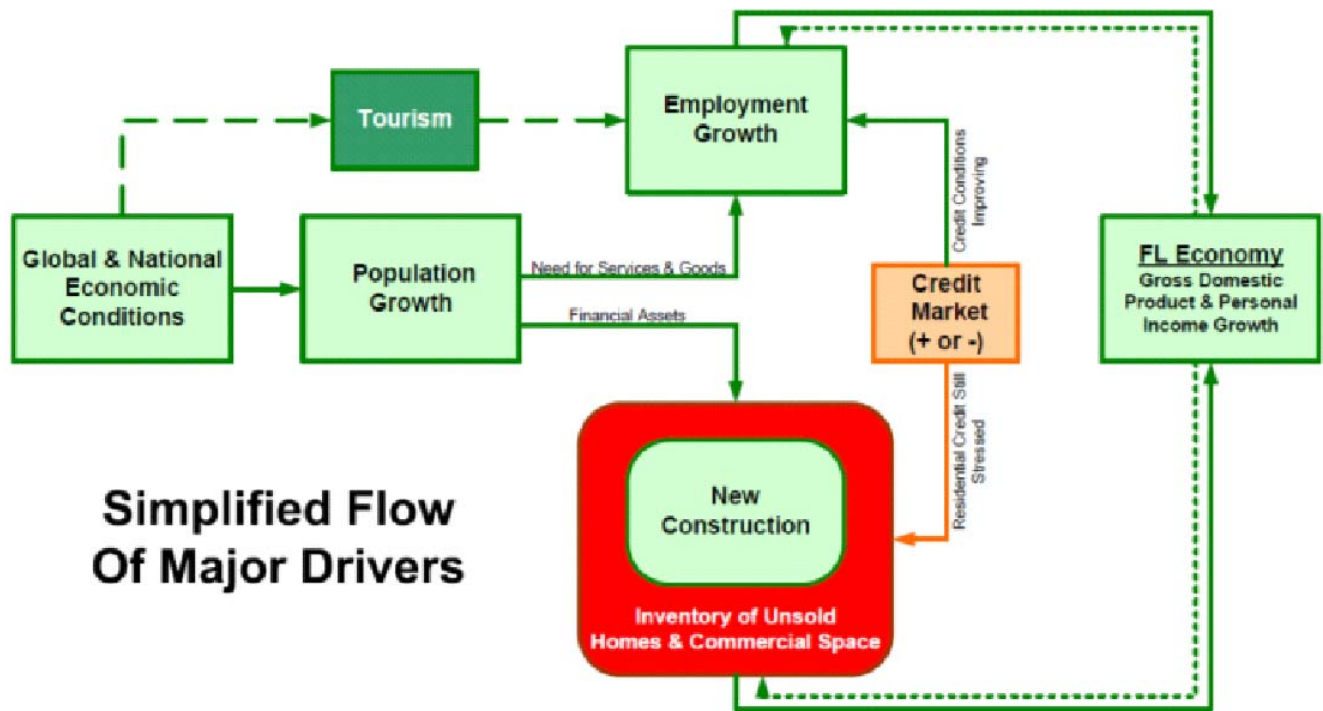 Tourism
Employment
Growth
Global & National
Economic
Conditions
Population
Growth
Need for Services & Goods
Financial Assets
Credit Conditions
Improving
Credit
Market
(+ or -)
FL Economy
Gross Domestic
Product & Personal
Income Growth
Residential Credit Still
Stressed
New
Construction
Inventory of Unsold
Homes & Commercial Space
Simplified Flow
Of Major Drivers